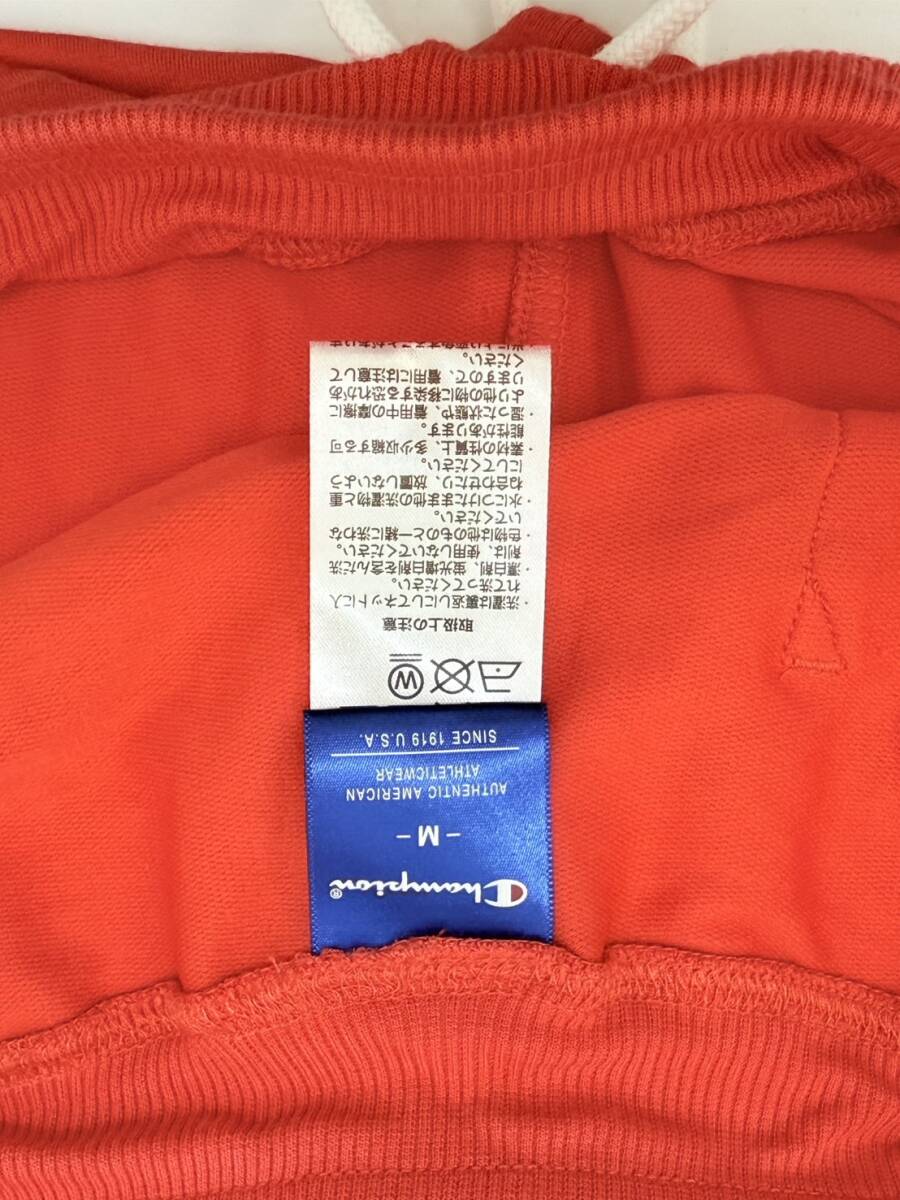 Champion®
– M –
AUTHENTIC AMERICAN
ATHLETICWEAR
SINCE 1919 U.S.A.
W
取扱上の注意
・洗濯は裏返しにしてネットに入
れて洗ってください。
・漂白剤、蛍光増白剤を含んだ洗
剤は、使用しないでください。
・色物は他のものと一緒に洗わな
いでください。
・水につけたまま他の洗濯物と重
ね合わせたり、放置しないよう
にしてください。
・素材の性質上、多少収縮する可
能性があります。
・湿った状態や、着用中の摩擦に
より他の物に移染する恐れがあ
りますので、着用には注意して
ください。